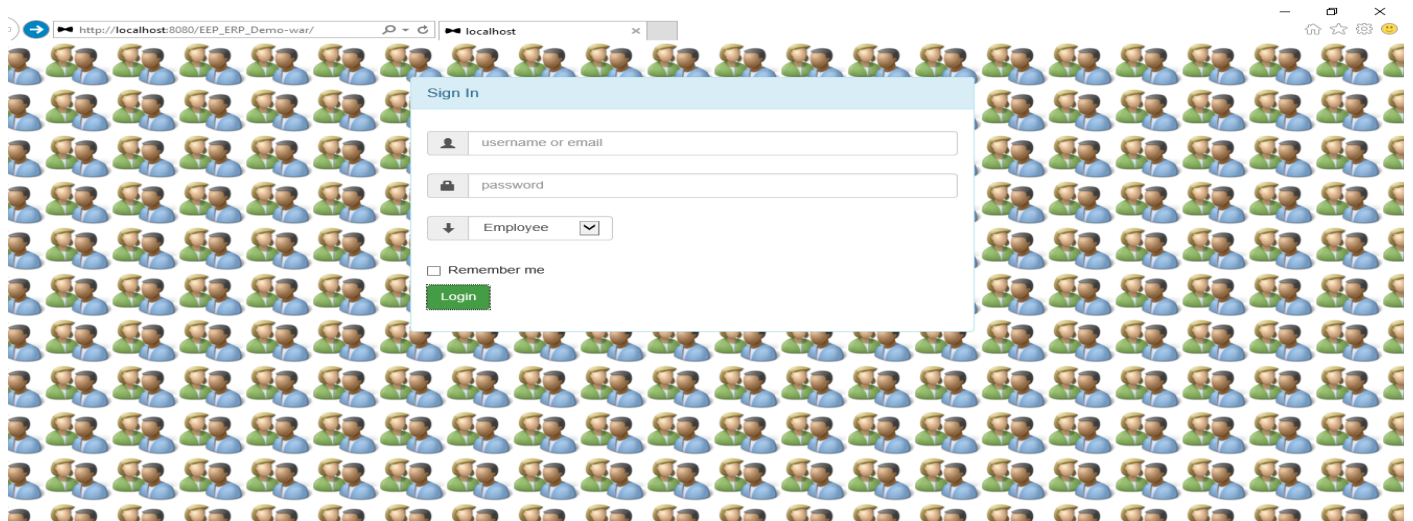 http://localhost:8080/EEP_ERP_Demo-war/
localhost
Sign In
username or email
password
Employee
Remember me
Login